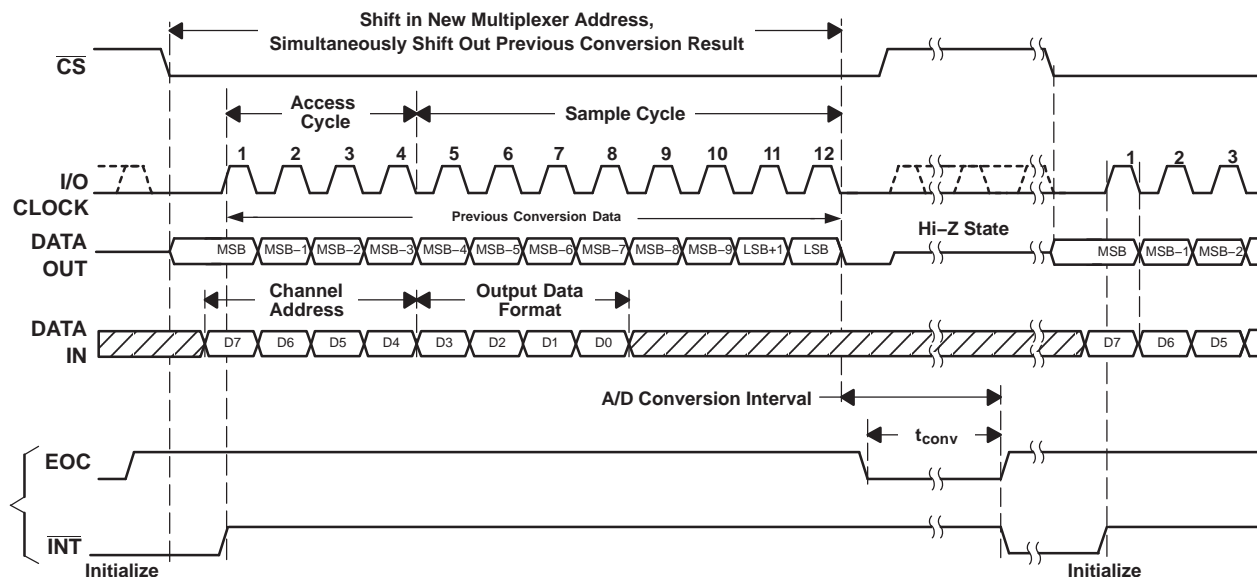 Shift in New Multiplexer Address,
Simultaneously Shift Out Previous Conversion Result
CS
Access
Cycle
Sample Cycle
1 2 3 4 5 6 7 8 9 10 11 12 1 2 3
I/O
CLOCK
Previous Conversion Data
Hi–Z State
DATA
OUT
MSB MSB–1 MSB–2 MSB–3 MSB–4 MSB–5 MSB–6 MSB–7 MSB–8 MSB–9 LSB+1 LSB MSB MSB–1 MSB–2
Channel
Address
Output Data
Format
DATA
IN
D7 D6 D5 D4 D3 D2 D1 D0 D7 D6 D5
A/D Conversion Interval
tconv
EOC
INT
Initialize Initialize